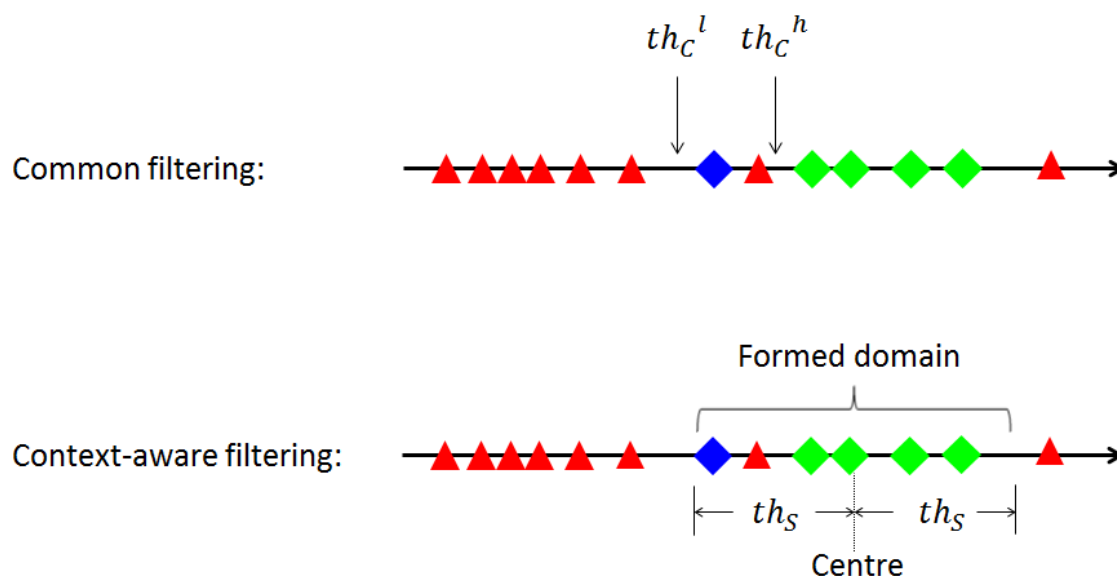 th_C^l th_C^h
Common filtering:
Formed domain
Context-aware filtering:
th_S th_S
Centre